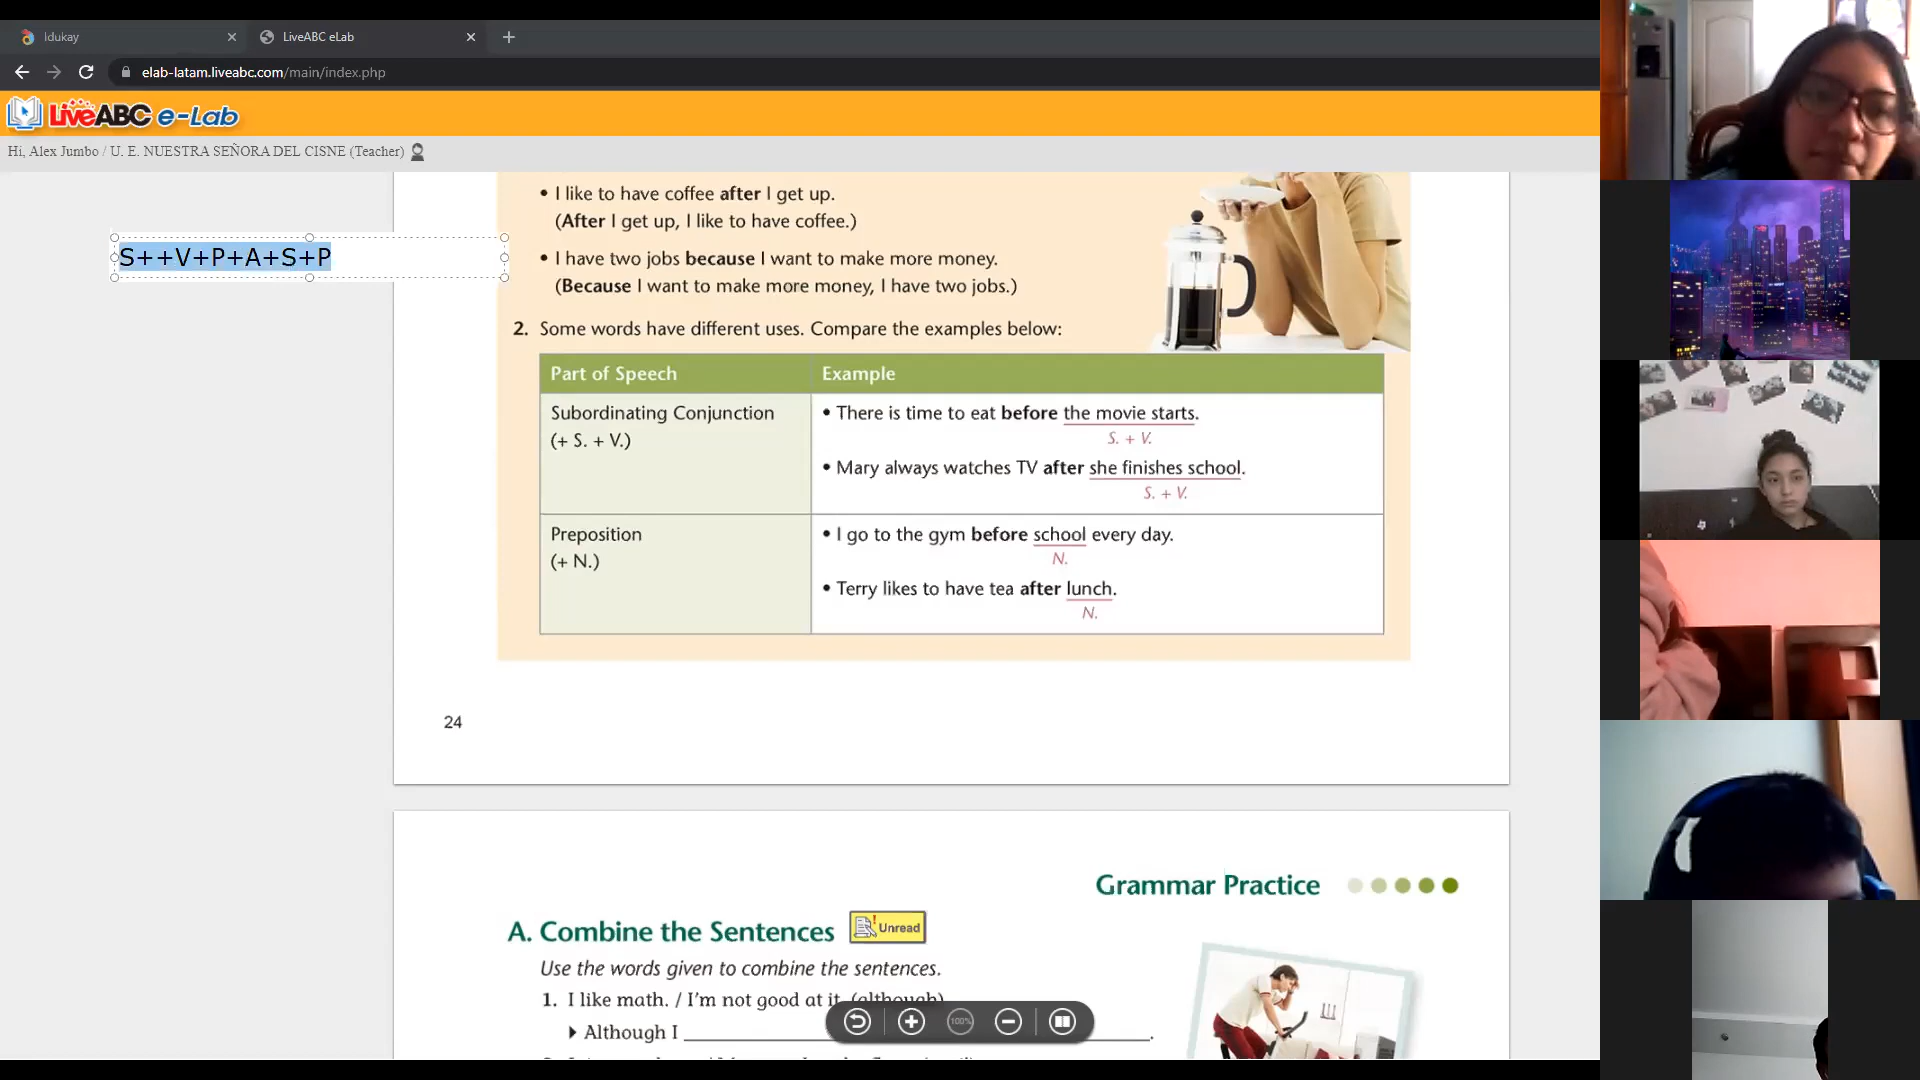 Idukay
LiveABC eLab
elab-latam.liveabc.com/main/index.php
LiveABC e-Lab
Hi, Alex Jumbo / U. E. NUESTRA SEÑORA DEL CISNE (Teacher)
S++V+P+A+S+P
• I like to have coffee after I get up.
(After I get up, I like to have coffee.)
• I have two jobs because I want to make more money.
(Because I want to make more money, I have two jobs.)
2. Some words have different uses. Compare the examples below:
Part of Speech Example
Subordinating Conjunction
(+ S. + V.)
• There is time to eat before the movie starts.
S. + V.
• Mary always watches TV after she finishes school.
S. + V.
Preposition
(+ N.)
• I go to the gym before school every day.
N.
• Terry likes to have tea after lunch.
N.
24
Grammar Practice
A. Combine the Sentences Unread
Use the words given to combine the sentences.
1. I like math. / I'm not good at it. (although)
Although I ______.
100%